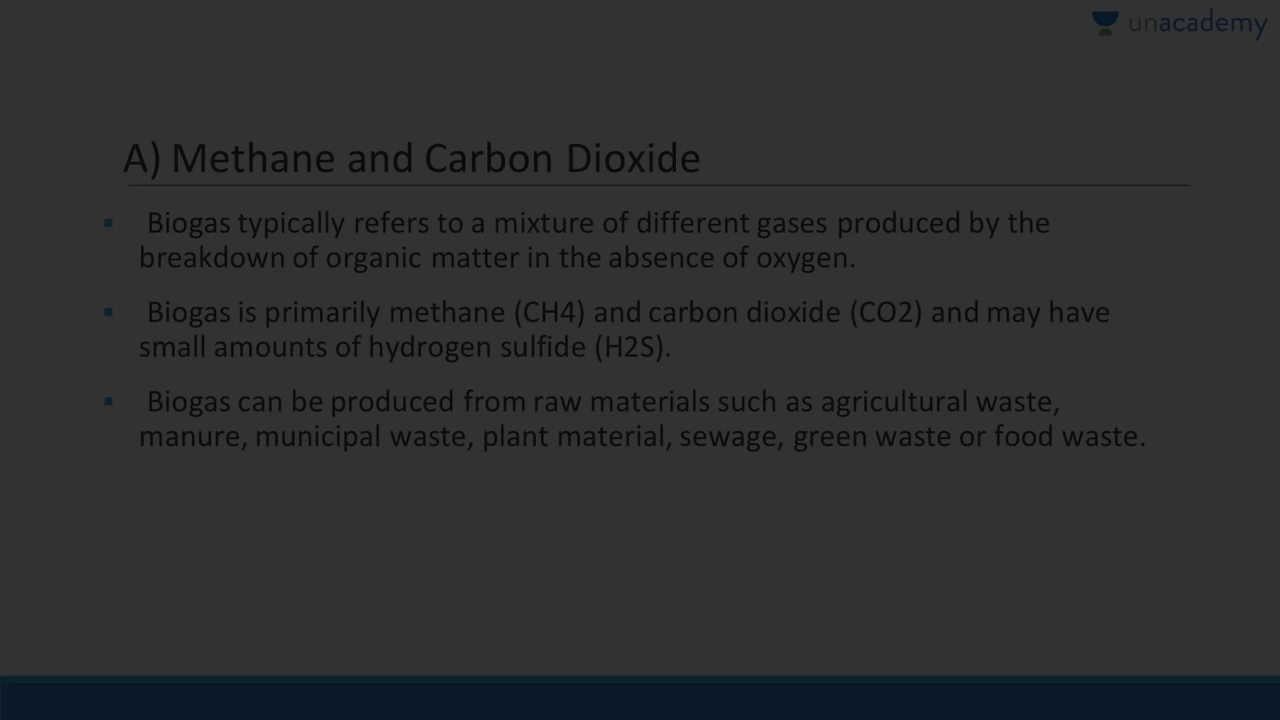 unacademy
A) Methane and Carbon Dioxide
▪ Biogas typically refers to a mixture of different gases produced by the
breakdown of organic matter in the absence of oxygen.
▪ Biogas is primarily methane (CH4) and carbon dioxide (CO2) and may have
small amounts of hydrogen sulfide (H2S).
▪ Biogas can be produced from raw materials such as agricultural waste,
manure, municipal waste, plant material, sewage, green waste or food waste.